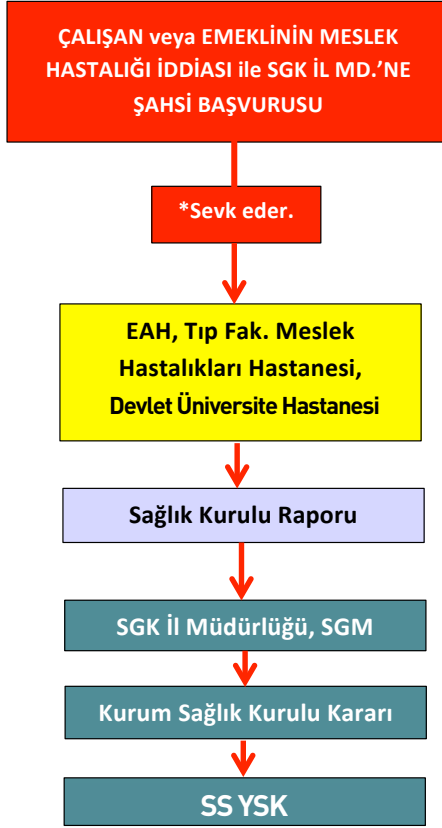 ÇALIŞAN veya EMEKLİNİN MESLEK
HASTALIĞI İDDİASI ile SGK İL MD.’NE
ŞAHSİ BAŞVURUSU
*Sevk eder.
EAH, Tıp Fak. Meslek
Hastalıkları Hastanesi,
Devlet Üniversite Hastanesi
Sağlık Kurulu Raporu
SGK İl Müdürlüğü, SGM
Kurum Sağlık Kurulu Kararı
SS YSK